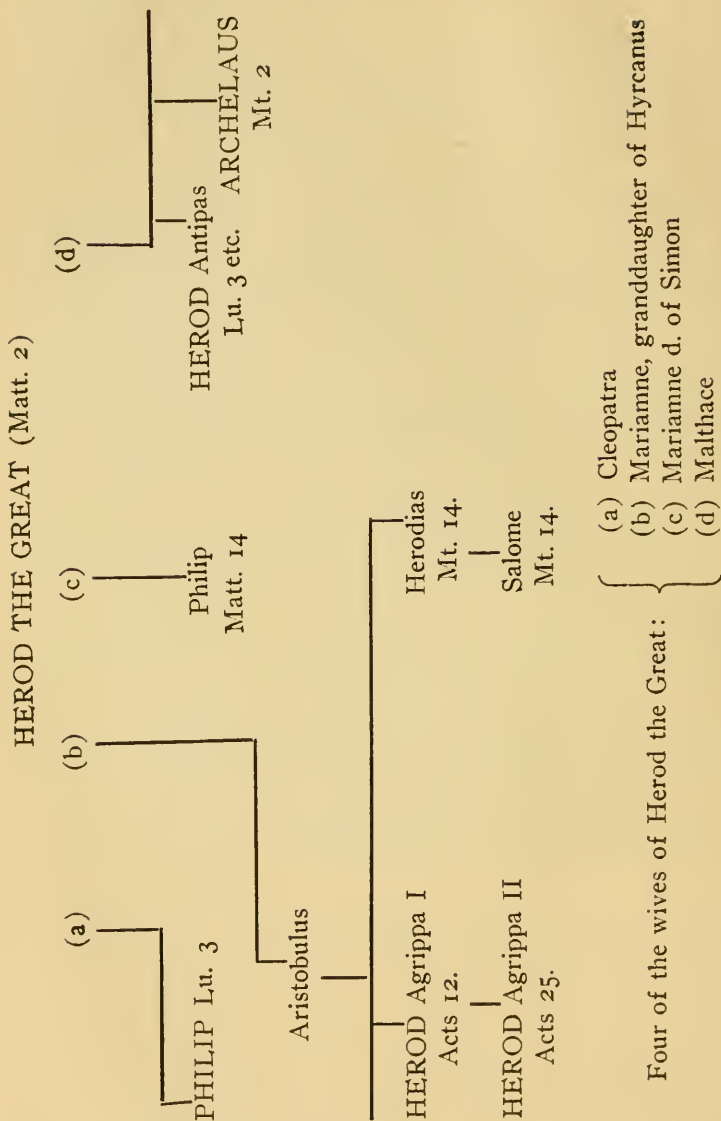 HEROD THE GREAT (Matt. 2)
(a) (b) (c) (d)
PHILIP Lu. 3
Aristobulus
Philip
Matt. 14
HEROD Antipas
Lu. 3 etc.
ARCHELAUS
Mt. 2
HEROD Agrippa I
Acts 12.
HEROD Agrippa II
Acts 25.
Herodias
Mt. 14.
Salome
Mt. 14.
Four of the wives of Herod the Great:
(a) Cleopatra
(b) Mariamne, granddaughter of Hyrcanus
(c) Mariamne d. of Simon
(d) Malthace